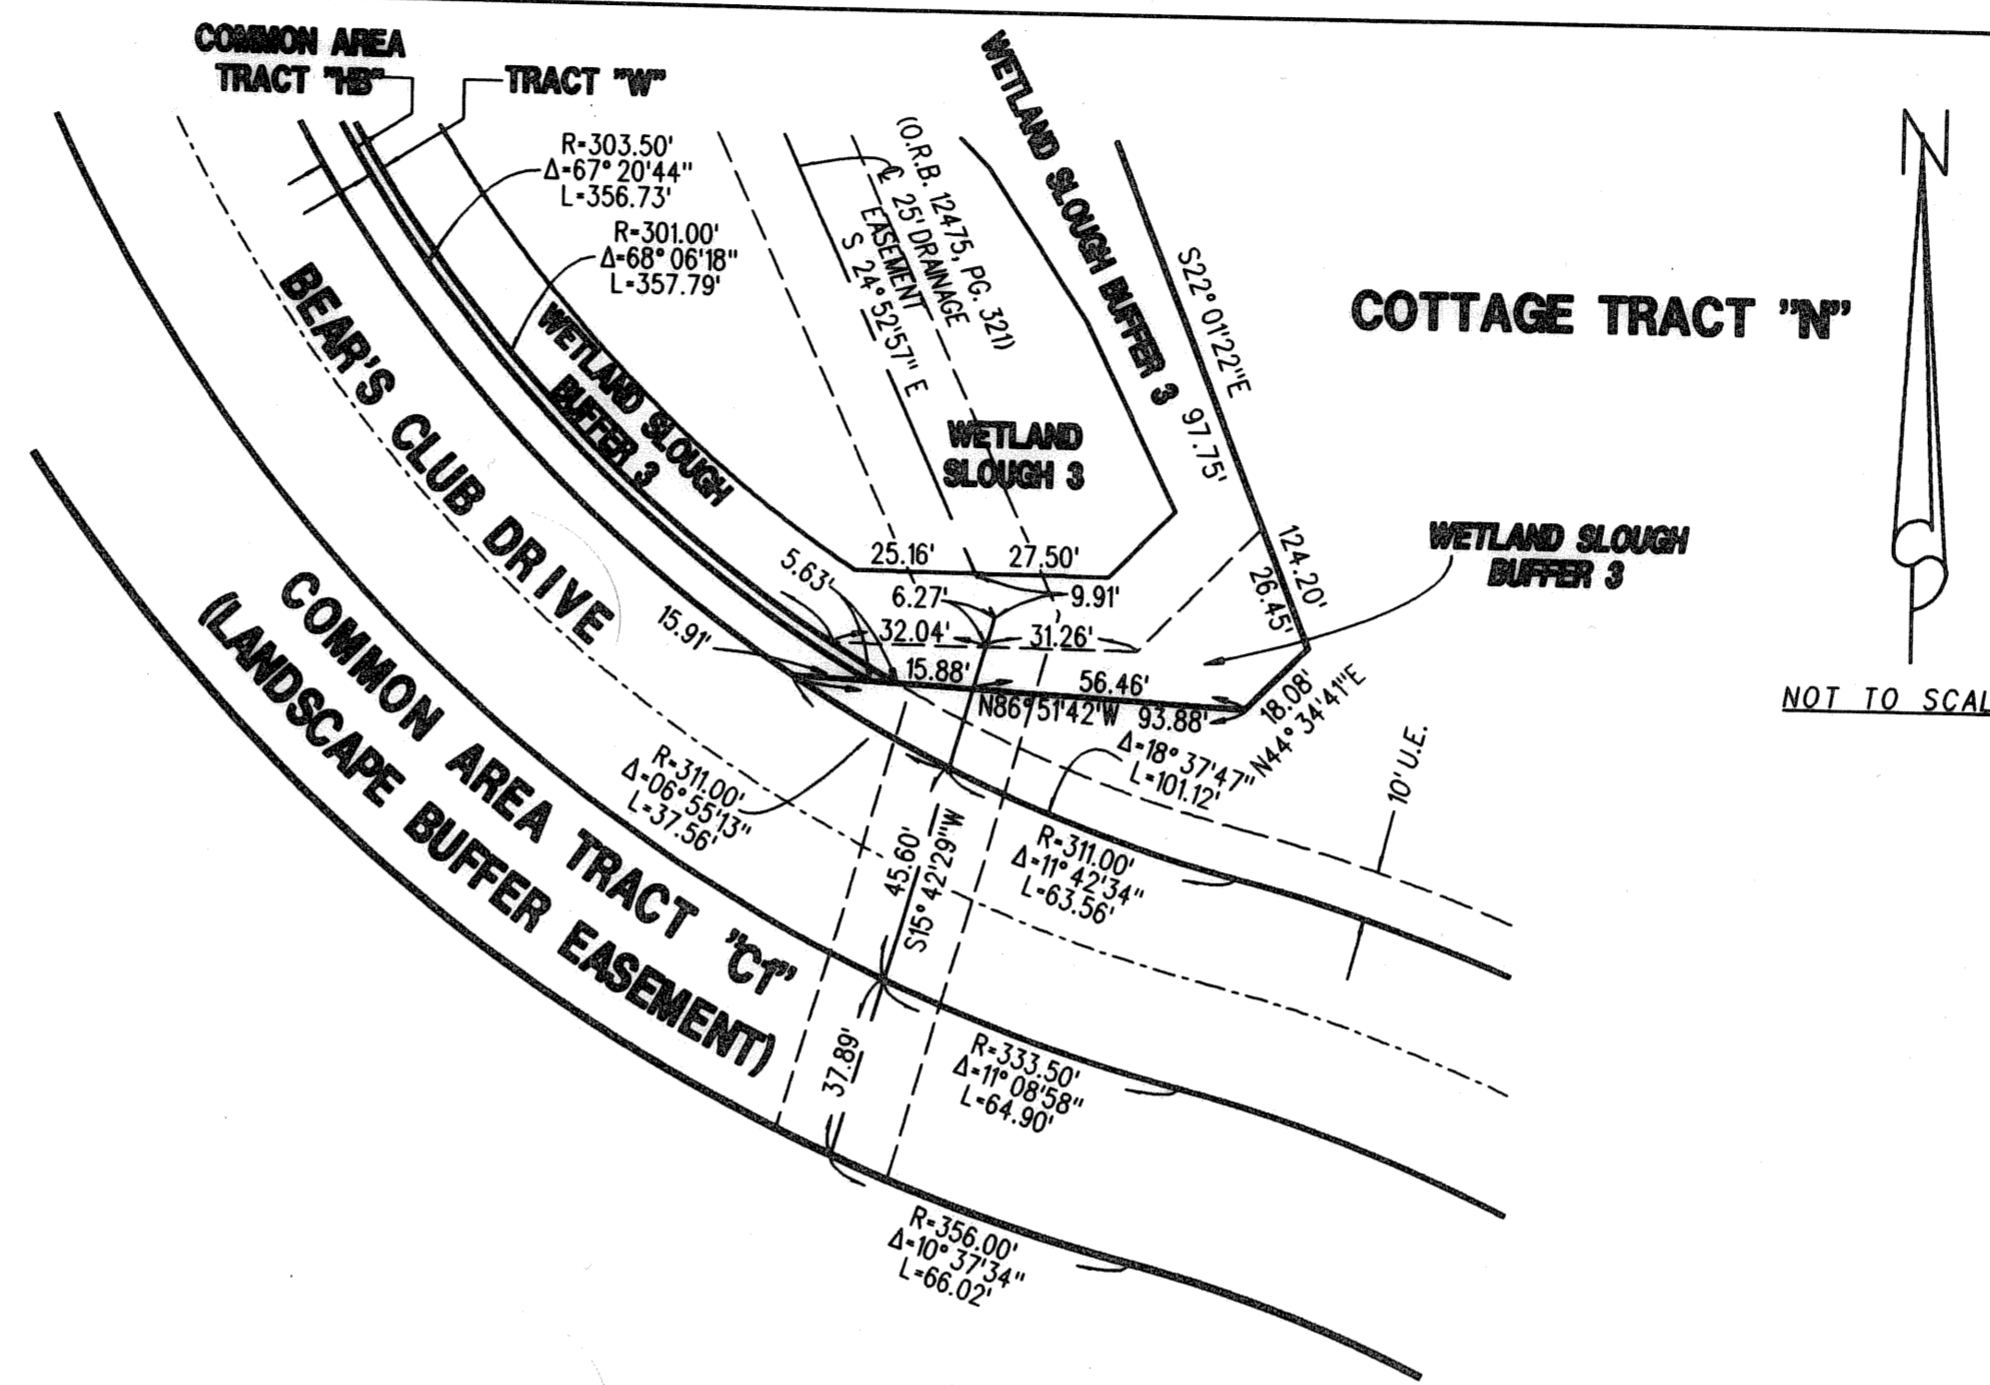 COMMON AREA
TRACT "HB"
TRACT "W"
R=303.50'
Δ=67°20'44"
L=356.73'
R=301.00'
Δ=68°06'18"
L=357.79'
(O.R.B. 12475, PG. 321)
℄ 25' DRAINAGE
EASEMENT
S 24°52'57" E
WETLAND SLOUGH BUFFER 3
S22°01'22"E
97.75'
COTTAGE TRACT "N"
N
NOT TO SCAL
BEAR'S CLUB DRIVE
WETLAND SLOUGH
BUFFER 3
WETLAND
SLOUGH 3
WETLAND SLOUGH
BUFFER 3
124.20'
26.45'
25.16'
27.50'
5.63'
6.27'
9.91'
15.91'
32.04'
31.26'
15.88'
56.46'
N86°51'42"W 93.88'
18.08'
N44°34'41"E
Δ=18°37'47"
L=101.12'
10' U.E.
R=311.00'
Δ=06°55'13"
L=37.56'
45.60'
S15°42'29"W
R=311.00'
Δ=11°42'34"
L=63.56'
COMMON AREA TRACT "C1"
(LANDSCAPE BUFFER EASEMENT)
37.89'
R=333.50'
Δ=11°08'58"
L=64.90'
R=356.00'
Δ=10°37'34"
L=66.02'